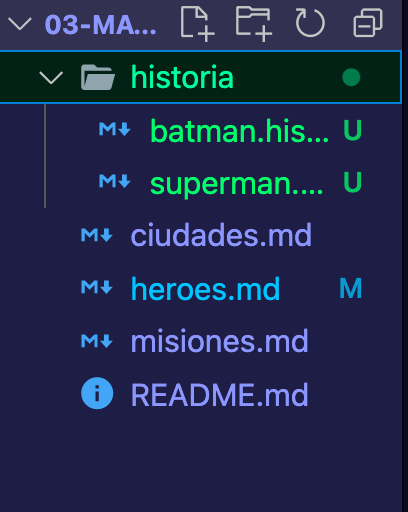 03-MA...
historia
batman.his... U
superman.... U
ciudades.md
heroes.md M
misiones.md
README.md